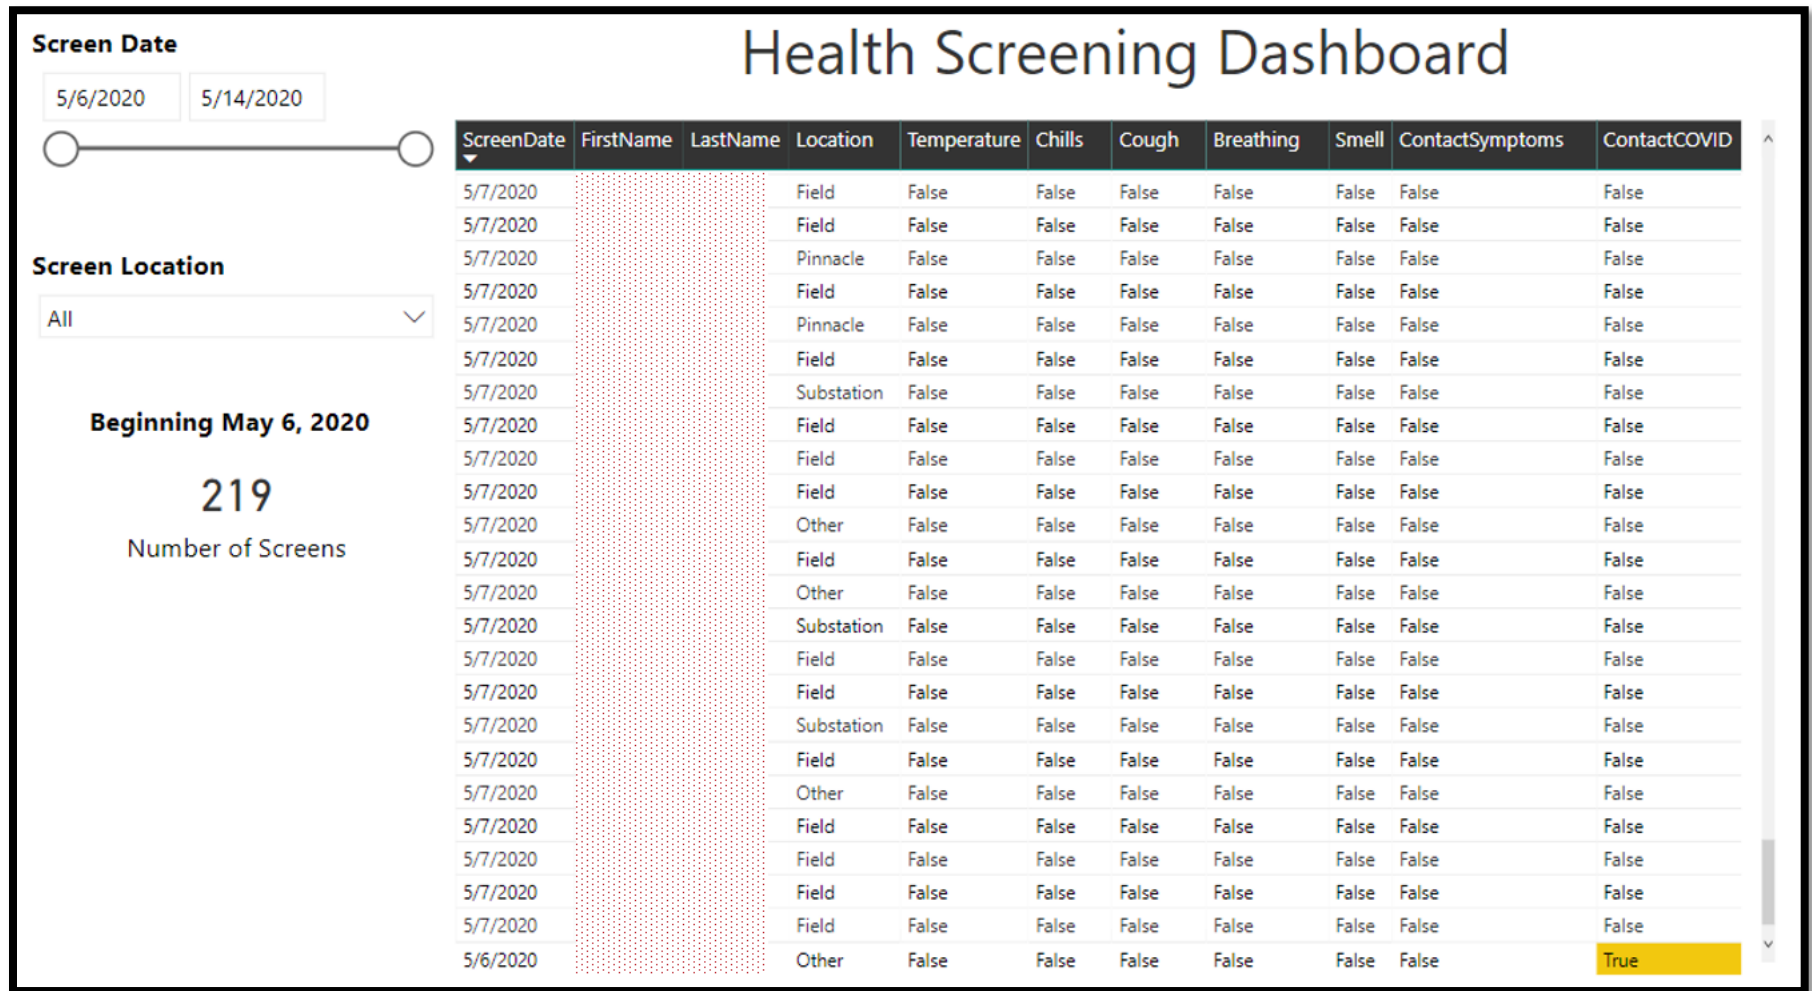 Health Screening Dashboard
Screen Date
5/6/2020 5/14/2020
Screen Location
All
Beginning May 6, 2020
219
Number of Screens
ScreenDate FirstName LastName Location Temperature Chills Cough Breathing Smell ContactSymptoms ContactCOVID
5/7/2020 Field False False False False False False False
5/7/2020 Field False False False False False False False
5/7/2020 Pinnacle False False False False False False False
5/7/2020 Field False False False False False False False
5/7/2020 Pinnacle False False False False False False False
5/7/2020 Field False False False False False False False
5/7/2020 Substation False False False False False False False
5/7/2020 Field False False False False False False False
5/7/2020 Field False False False False False False False
5/7/2020 Field False False False False False False False
5/7/2020 Other False False False False False False False
5/7/2020 Field False False False False False False False
5/7/2020 Other False False False False False False False
5/7/2020 Substation False False False False False False False
5/7/2020 Field False False False False False False False
5/7/2020 Field False False False False False False False
5/7/2020 Substation False False False False False False False
5/7/2020 Field False False False False False False False
5/7/2020 Other False False False False False False False
5/7/2020 Field False False False False False False False
5/7/2020 Field False False False False False False False
5/7/2020 Field False False False False False False False
5/7/2020 Field False False False False False False False
5/6/2020 Other False False False False False False True